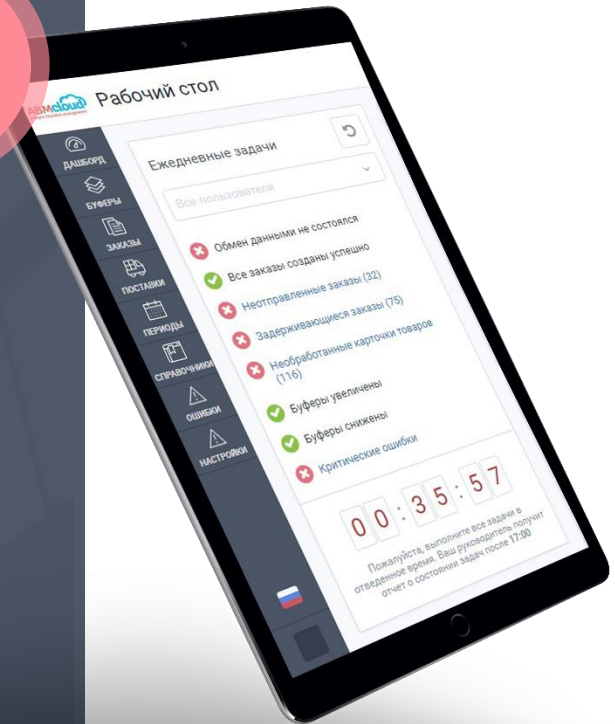 ABMcloud
Рабочий стол
ДАШБОРД
БУФЕРЫ
ЗАКАЗЫ
ПОСТАВКИ
ПЕРИОДЫ
СПРАВОЧНИКИ
ОШИБКИ
НАСТРОЙКИ
Ежедневные задачи
Все пользователи
Обмен данными не состоялся
Все заказы созданы успешно
Неотправленные заказы (32)
Задерживающиеся заказы (75)
Необработанные карточки товаров
(116)
Буферы увеличены
Буферы снижены
Критические ошибки
00:35:57
Пожалуйста, выполните все задачи в
отведенное время. Ваш руководитель получит
отчет о состоянии задач после 17:00